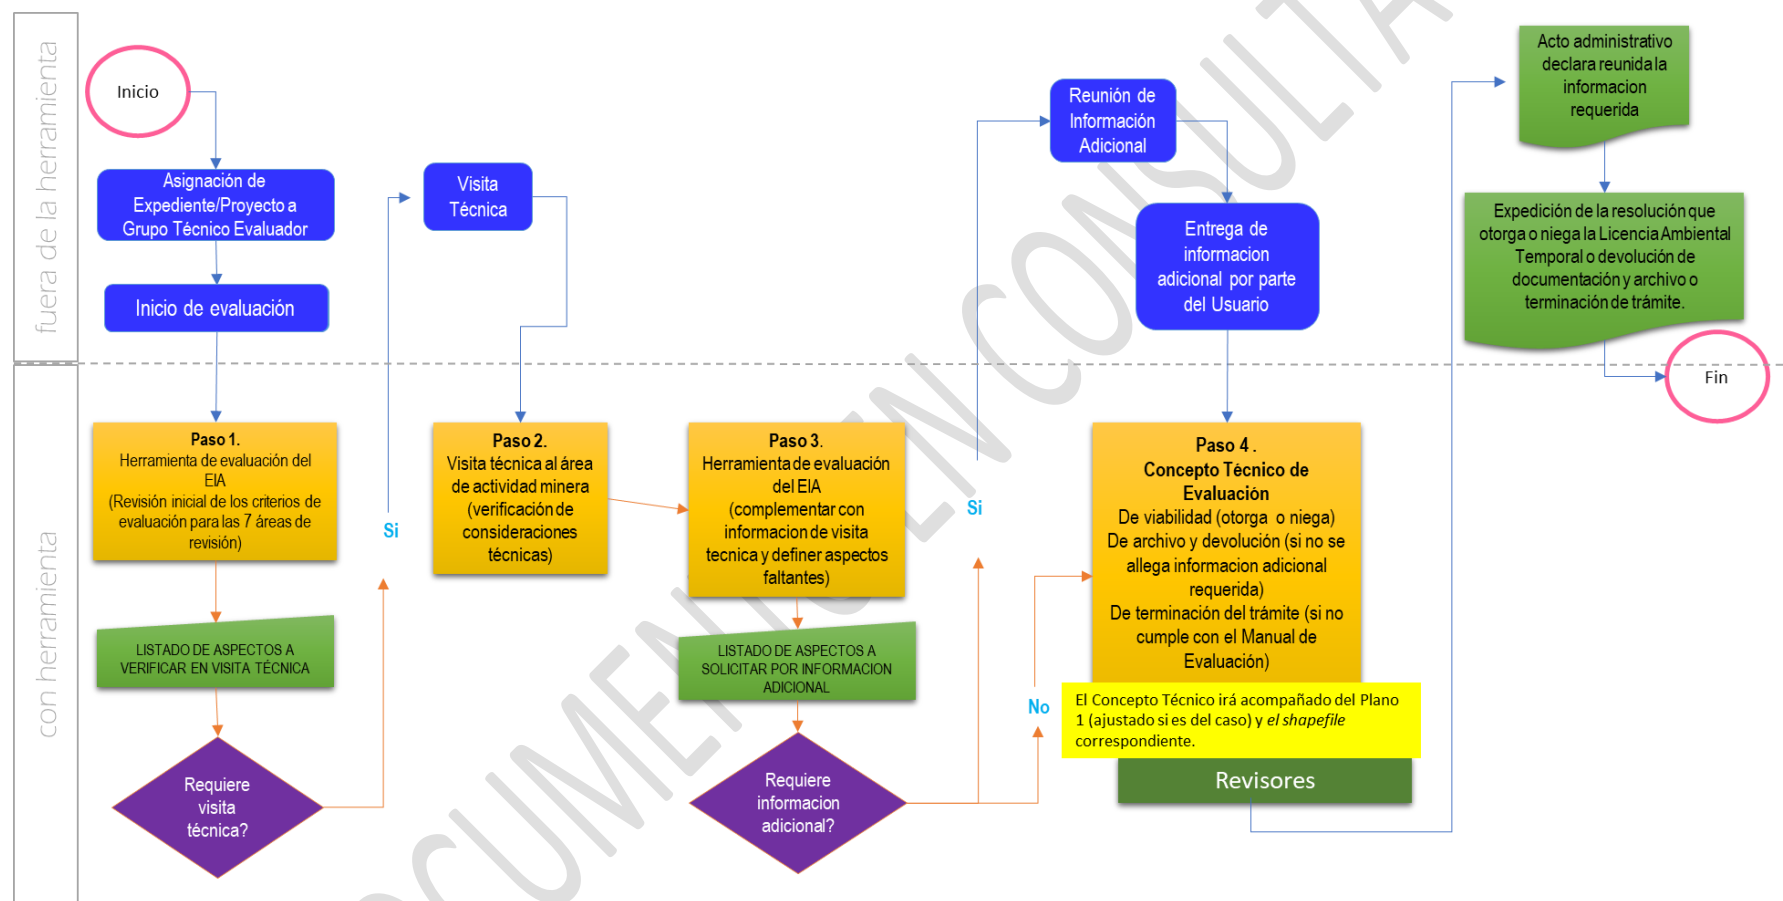 fuera de la herramienta
con herramienta
Inicio
Asignación de
Expediente/Proyecto a
Grupo Técnico Evaluador
Inicio de evaluación
Paso 1.
Herramienta de evaluación del
EIA
(Revisión inicial de los criterios de
evaluación para las 7 áreas de
revisión)
LISTADO DE ASPECTOS A
VERIFICAR EN VISITA TÉCNICA
Requiere
visita
técnica?
Si
Visita
Técnica
Paso 2.
Visita técnica al área
de actividad minera
(verificación de
consideraciones
técnicas)
Paso 3.
Herramienta de evaluación
del EIA
(complementar con
informacion de visita
tecnica y definer aspectos
faltantes)
LISTADO DE ASPECTOS A
SOLICITAR POR INFORMACION
ADICIONAL
Requiere
informacion
adicional?
Si
No
Reunión de
Información
Adicional
Entrega de
informacion
adicional por parte
del Usuario
Paso 4 .
Concepto Técnico de
Evaluación
De viabilidad (otorga o niega)
De archivo y devolución (si no se
allega informacion adicional
requerida)
De terminación del trámite (si no
cumple con el Manual de
Evaluación)
El Concepto Técnico irá acompañado del Plano
1 (ajustado si es del caso) y el shapefile
correspondiente.
Revisores
Acto administrativo
declara reunida la
informacion
requerida
Expedición de la resolución que
otorga o niega la Licencia Ambiental
Temporal o devolución de
documentación y archivo o
terminación de trámite.
Fin
DOCUMENTO EN CONSULTA